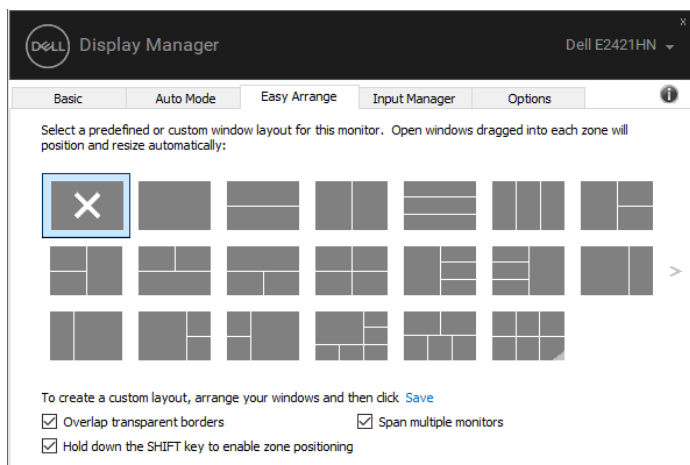 x
DELL Display Manager
Dell E2421HN
Basic Auto Mode Easy Arrange Input Manager Options
Select a predefined or custom window layout for this monitor. Open windows dragged into each zone will
position and resize automatically:
To create a custom layout, arrange your windows and then click Save
Overlap transparent borders
Span multiple monitors
Hold down the SHIFT key to enable zone positioning